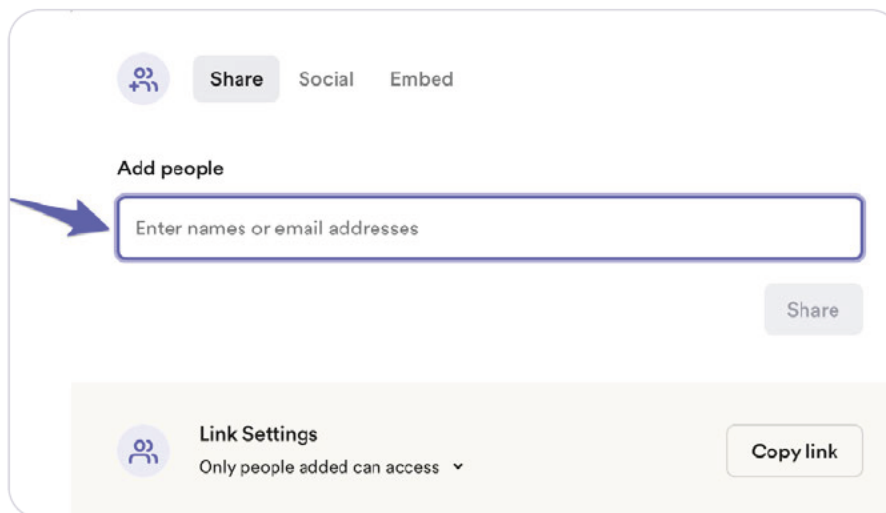 Share Social Embed
Add people
Enter names or email addresses
Share
Link Settings
Only people added can access
Copy link